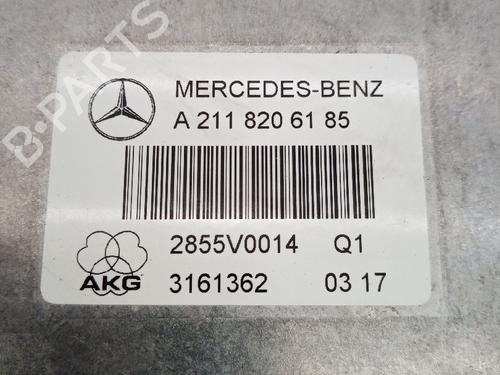 B-PARTS
MERCEDES-BENZ
A 211 820 61 85
2855V0014 Q1
AKG
3161362 03 17